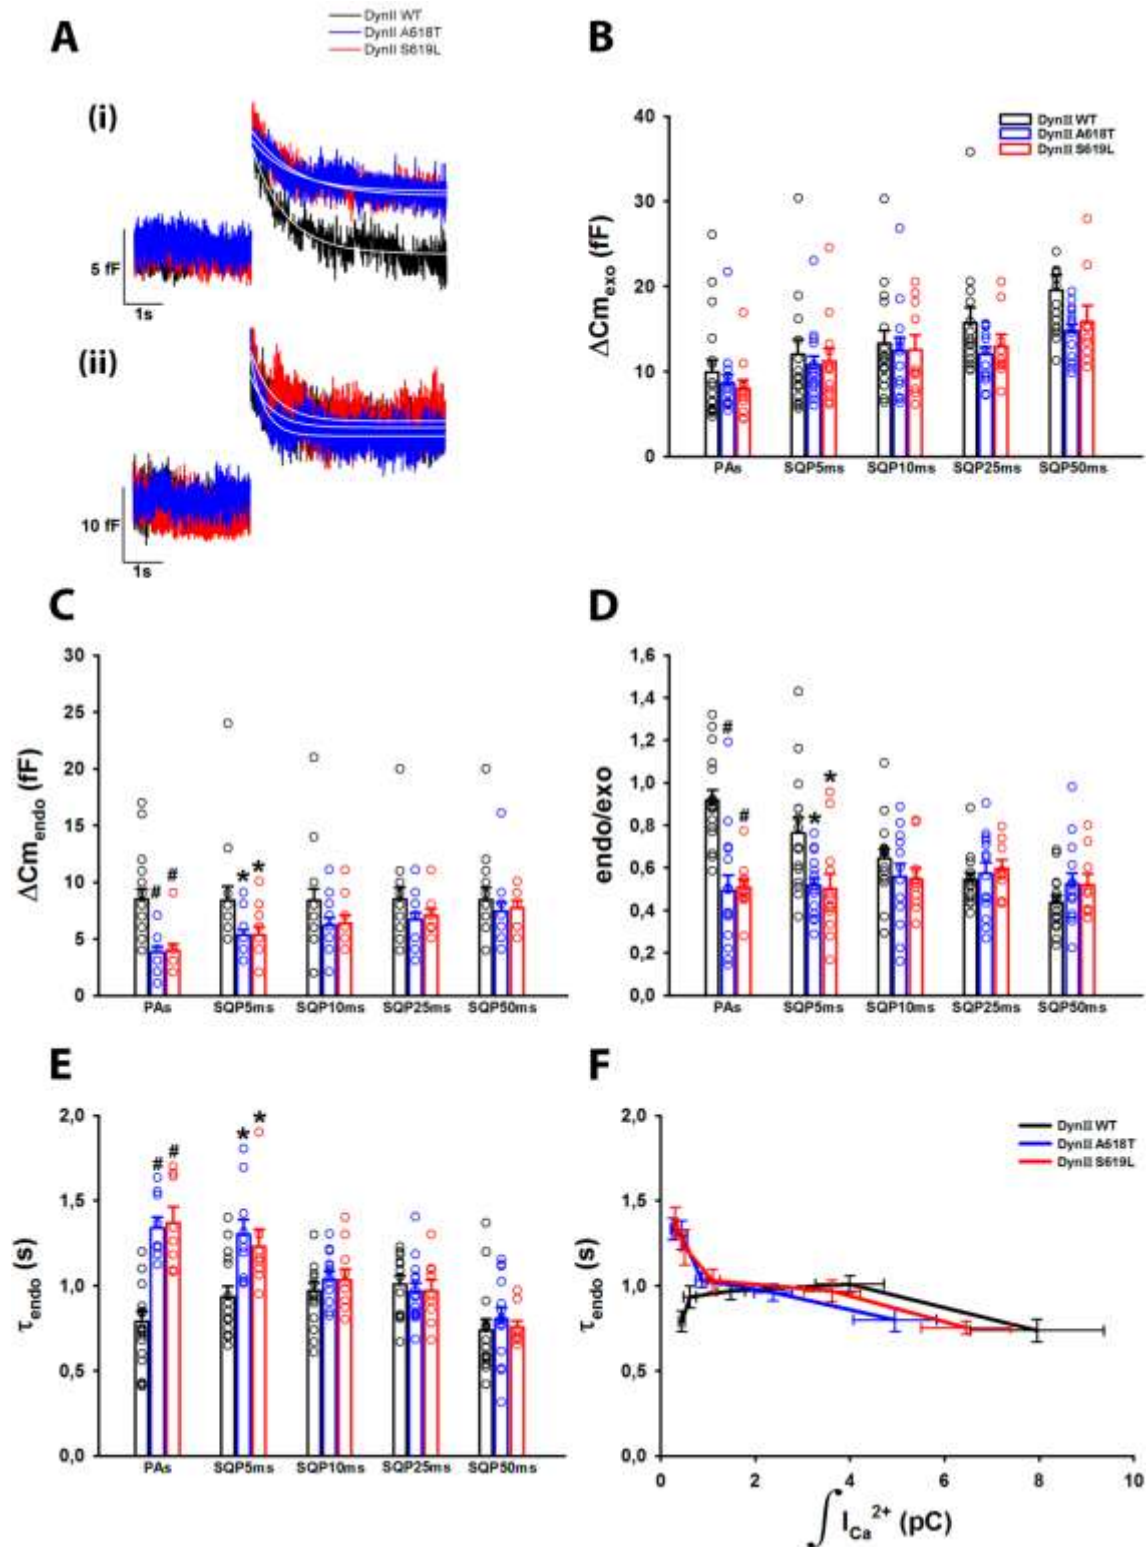 A
DynII WT
DynII A618T
DynII S619L
(i)
5 fF
1s
(ii)
10 fF
1s
B
DynII WT
DynII A618T
DynII S619L
ΔCm_exo (fF)
40
30
20
10
0
PAs SQP5ms SQP10ms SQP25ms SQP50ms
C
ΔCm_endo (fF)
30
25
20
15
10
5
0
# #
* *
PAs SQP5ms SQP10ms SQP25ms SQP50ms
D
endo/exo
1,6
1,4
1,2
1,0
0,8
0,6
0,4
0,2
0,0
# #
* *
PAs SQP5ms SQP10ms SQP25ms SQP50ms
E
τ_endo (s)
2,0
1,5
1,0
0,5
0,0
# #
* *
PAs SQP5ms SQP10ms SQP25ms SQP50ms
F
DynII WT
DynII A618T
DynII S619L
τ_endo (s)
2,0
1,5
1,0
0,5
0,0
0 2 4 6 8 10
∫ I_Ca²⁺ (pC)